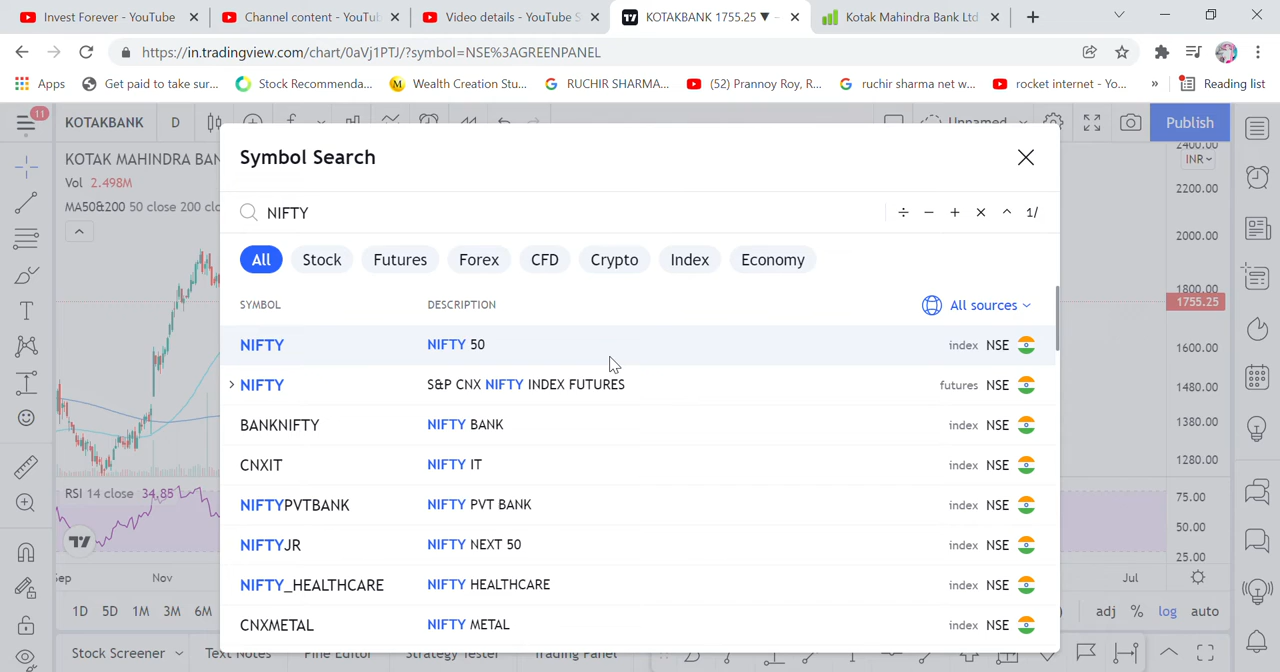 Invest Forever - YouTube
Channel content - YouTu
Video details - YouTube S
KOTAKBANK 1755.25 ▼ -
Kotak Mahindra Bank Ltd
https://in.tradingview.com/chart/0aVj1PTJ/?symbol=NSE%3AGREENPANEL
Apps
Get paid to take sur...
Stock Recommenda...
Wealth Creation Stu...
RUCHIR SHARMA...
(52) Prannoy Roy, R...
ruchir sharma net w...
rocket internet - Yo...
»
Reading list
11
KOTAKBANK
D
Unnamed
Publish
KOTAK MAHINDRA BAN
Vol 2.498M
MA50&200 50 close 200 clo
Symbol Search
NIFTY
÷ − + × ^ 1/
All
Stock
Futures
Forex
CFD
Crypto
Index
Economy
SYMBOL
DESCRIPTION
All sources
NIFTY NIFTY 50 index NSE
NIFTY S&P CNX NIFTY INDEX FUTURES futures NSE
BANKNIFTY NIFTY BANK index NSE
CNXIT NIFTY IT index NSE
NIFTYPVTBANK NIFTY PVT BANK index NSE
NIFTYJR NIFTY NEXT 50 index NSE
NIFTY_HEALTHCARE NIFTY HEALTHCARE index NSE
CNXMETAL NIFTY METAL index NSE
2400.00
INR
2200.00
2000.00
1800.00
1755.25
1600.00
1480.00
1380.00
1280.00
RSI 14 close 34.85
75.00
50.00
25.00
Sep
Nov
Jul
1D 5D 1M 3M 6M
adj % log auto
Stock Screener
Text Notes
Pine Editor
Strategy Tester
Trading Panel